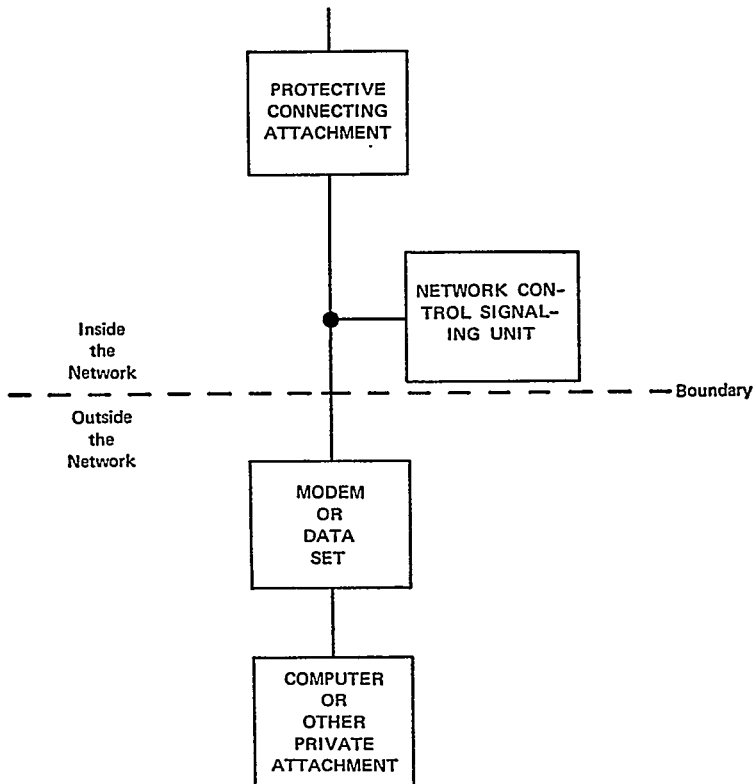 PROTECTIVE
CONNECTING
ATTACHMENT
NETWORK CON-
TROL SIGNAL-
ING UNIT
Inside
the
Network
Boundary
Outside
the
Network
MODEM
OR
DATA
SET
COMPUTER
OR
OTHER
PRIVATE
ATTACHMENT